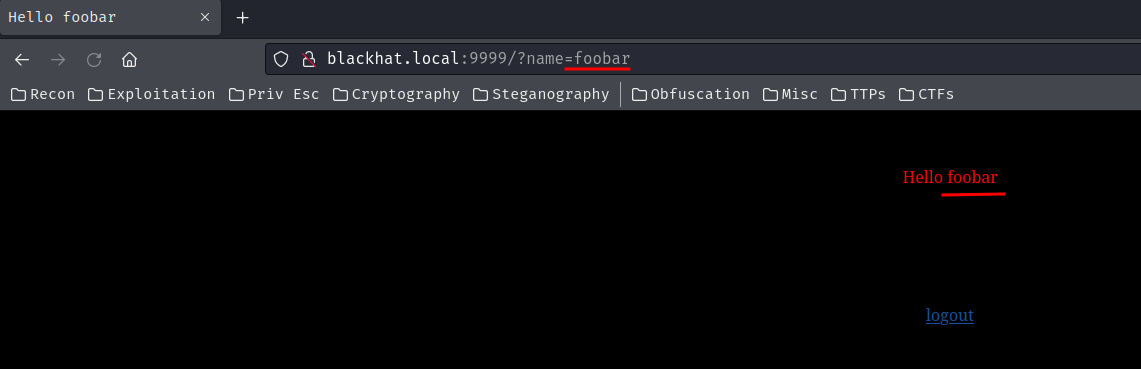 Hello foobar
blackhat.local:9999/?name=foobar
Recon Exploitation Priv Esc Cryptography Steganography Obfuscation Misc TTPs CTFs
Hello foobar
logout